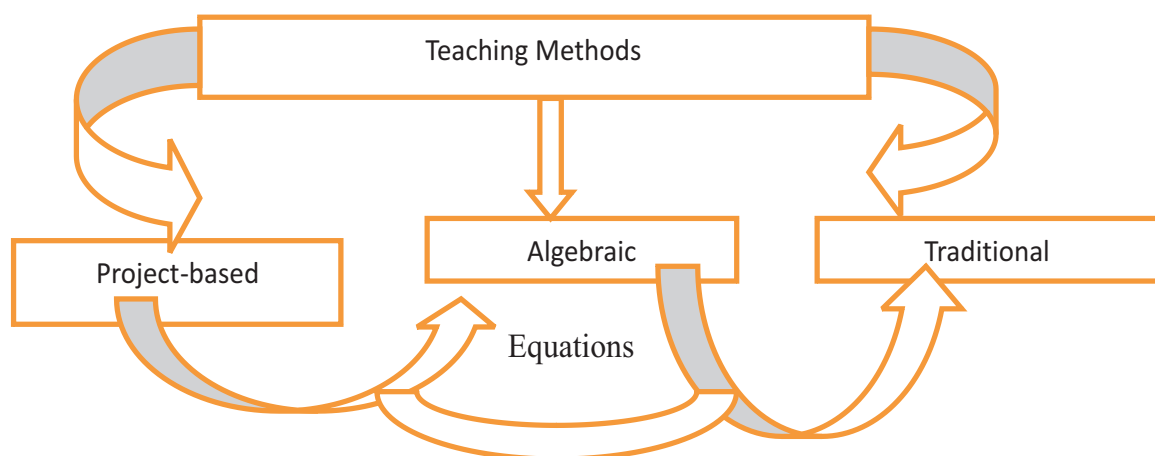 Teaching Methods
Project-based
Algebraic
Traditional
Equations